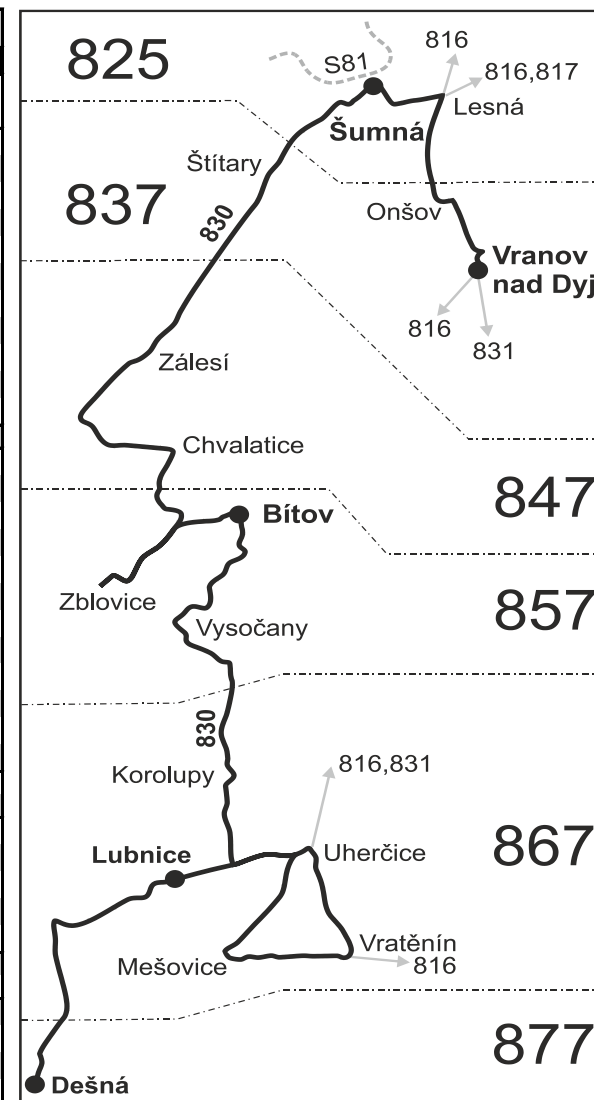 825
816
S81
816,817
Lesná
Šumná
Štítary
837
Onšov
830
Vranov
nad Dyj
816
831
Zálesí
Chvalatice
847
Bítov
Zblovice
857
Vysočany
830
816,831
Korolupy
Lubnice
Uherčice
867
Vratěnín
Mešovice
816
877
Dešná